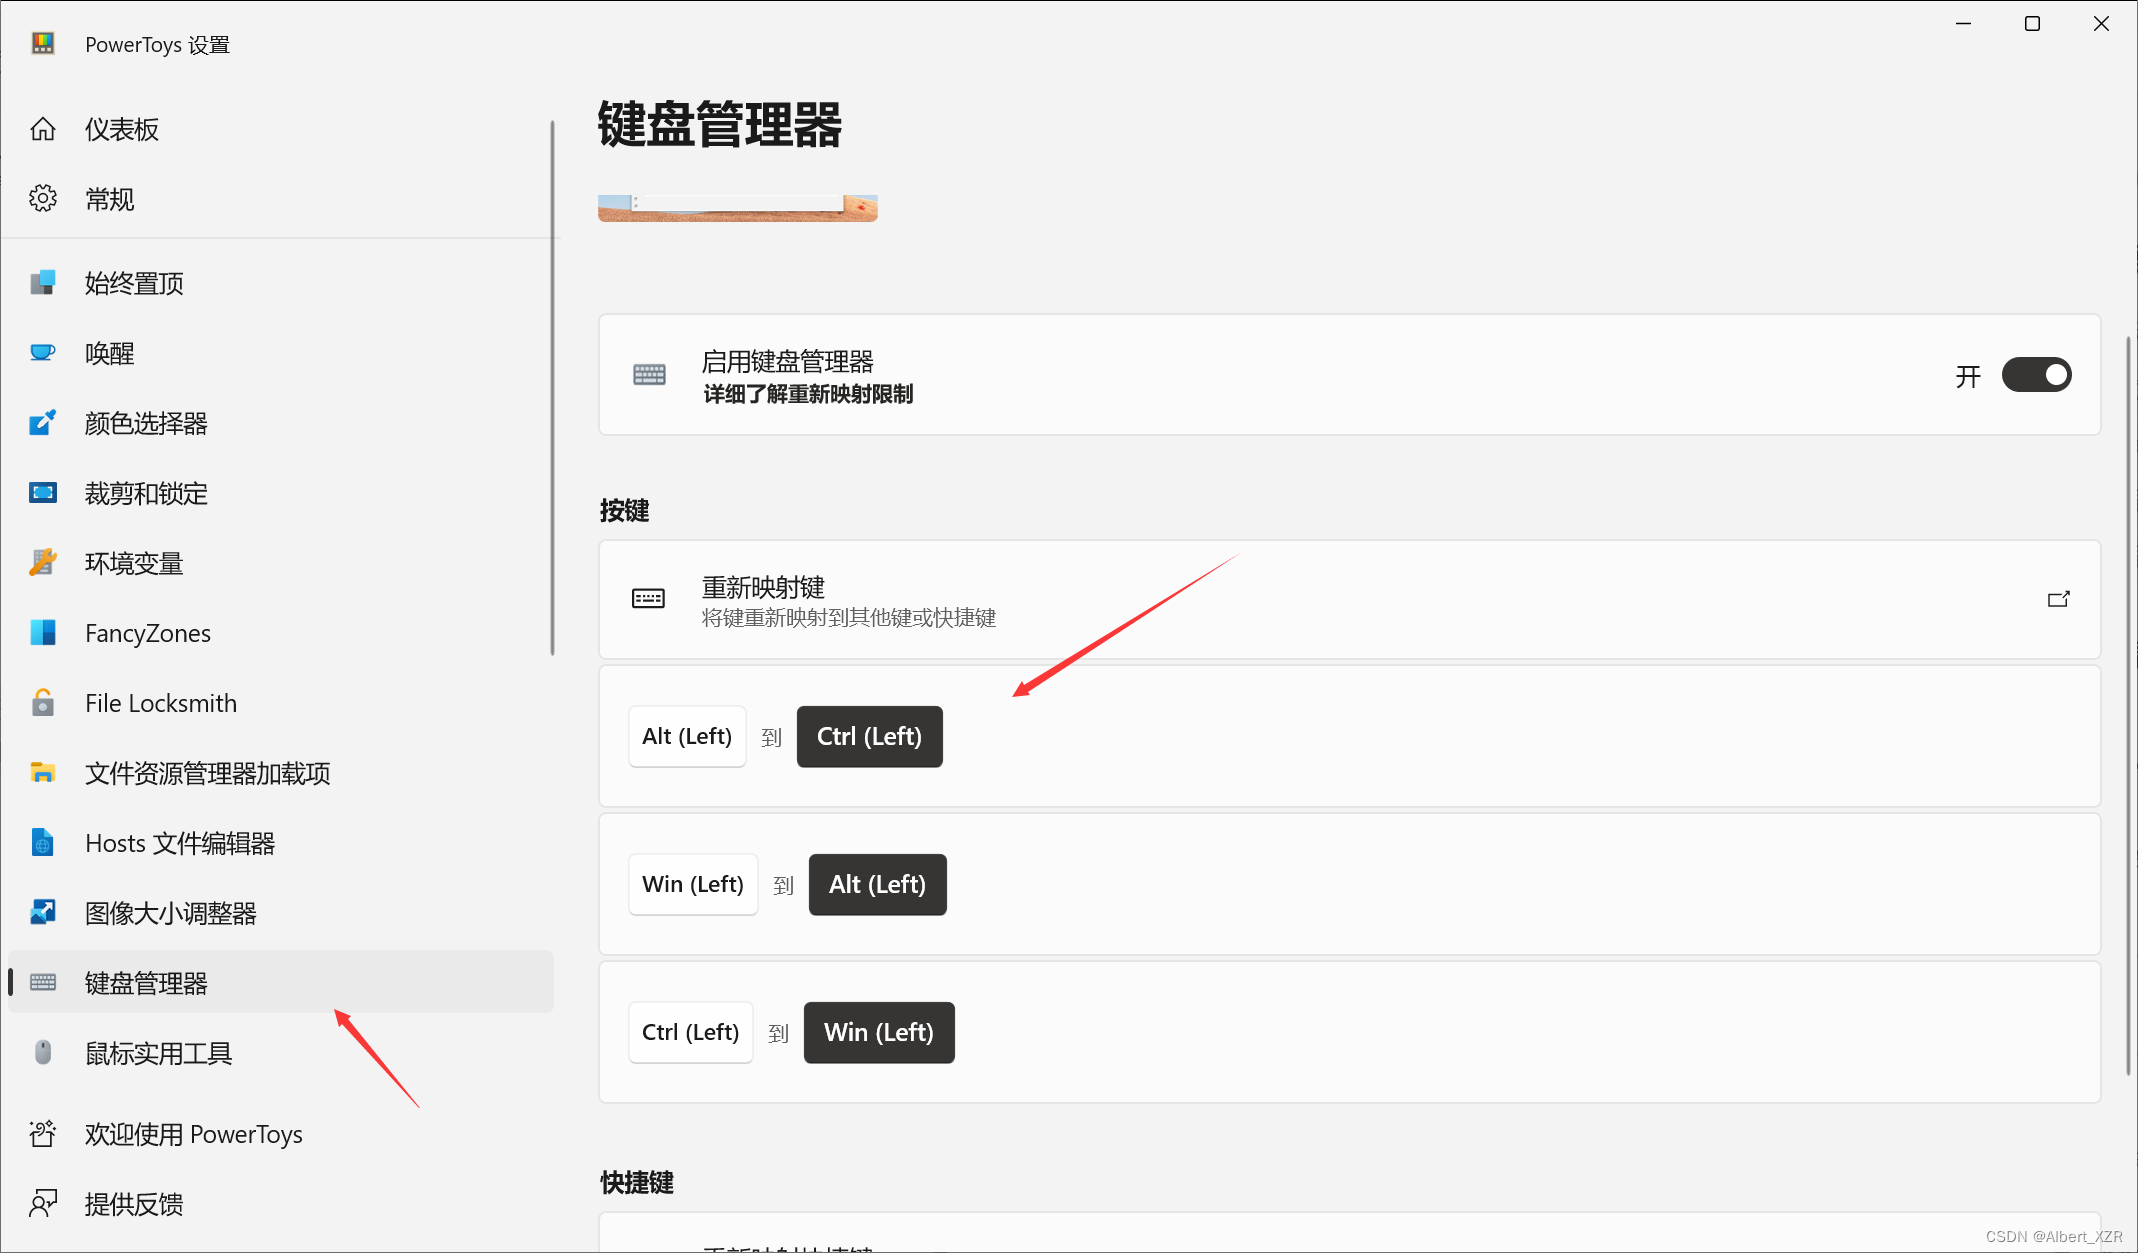 PowerToys 设置
仪表板
常规
始终置顶
唤醒
颜色选择器
裁剪和锁定
环境变量
FancyZones
File Locksmith
文件资源管理器加载项
Hosts 文件编辑器
图像大小调整器
键盘管理器
鼠标实用工具
欢迎使用 PowerToys
提供反馈
键盘管理器
启用键盘管理器
详细了解重新映射限制
开
按键
重新映射键
将键重新映射到其他键或快捷键
Alt (Left) 到 Ctrl (Left)
Win (Left) 到 Alt (Left)
Ctrl (Left) 到 Win (Left)
快捷键
重新映射快捷键
CSDN @Albert_XZR